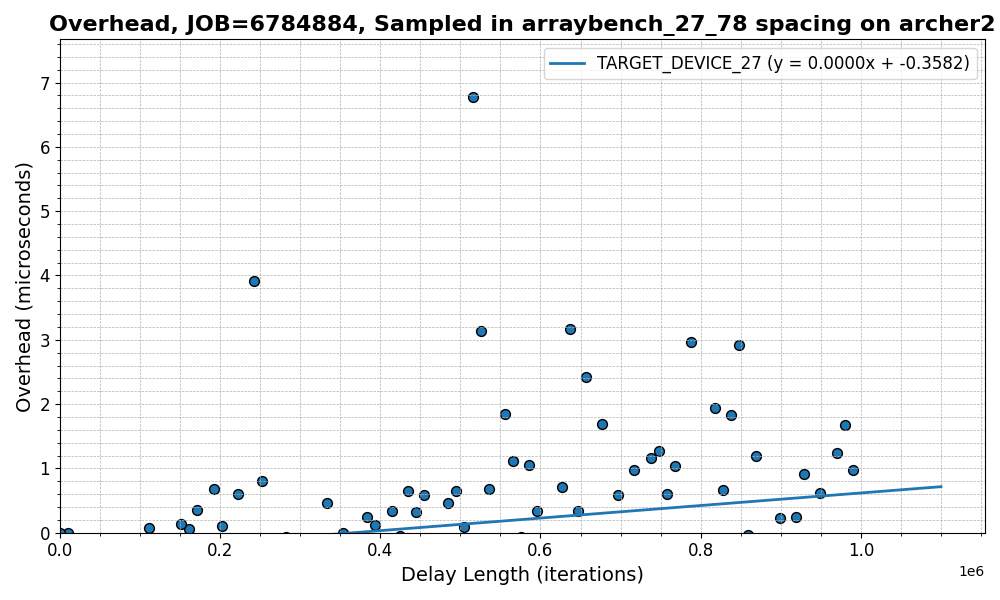 Overhead, JOB=6784884, Sampled in arraybench_27_78 spacing on archer2
TARGET_DEVICE_27 (y = 0.0000x + -0.3582)
Overhead (microseconds)
7
6
5
4
3
2
1
0
0.0 0.2 0.4 0.6 0.8 1.0
1e6
Delay Length (iterations)